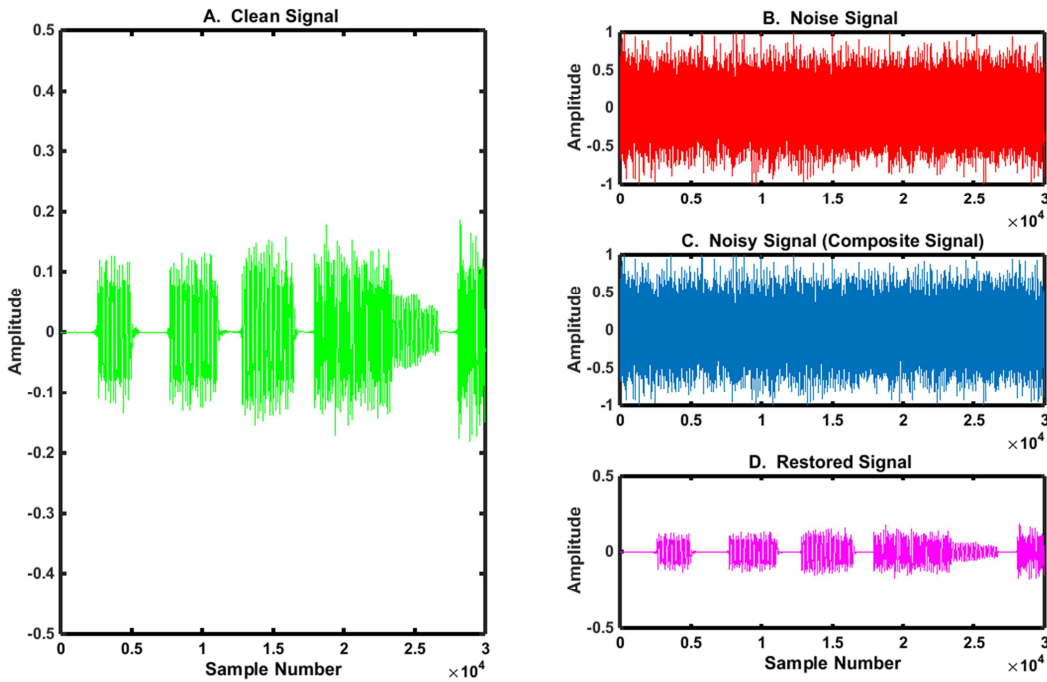 A. Clean Signal
0.5
0.4
0.3
0.2
0.1
0
-0.1
-0.2
-0.3
-0.4
-0.5
Amplitude
0 0.5 1 1.5 2 2.5 3
Sample Number
×10⁴
B. Noise Signal
1
0.5
0
-0.5
-1
Amplitude
0 0.5 1 1.5 2 2.5 3
×10⁴
C. Noisy Signal (Composite Signal)
1
0.5
0
-0.5
-1
Amplitude
0 0.5 1 1.5 2 2.5 3
×10⁴
D. Restored Signal
0.5
0
-0.5
Amplitude
0 0.5 1 1.5 2 2.5 3
Sample Number
×10⁴